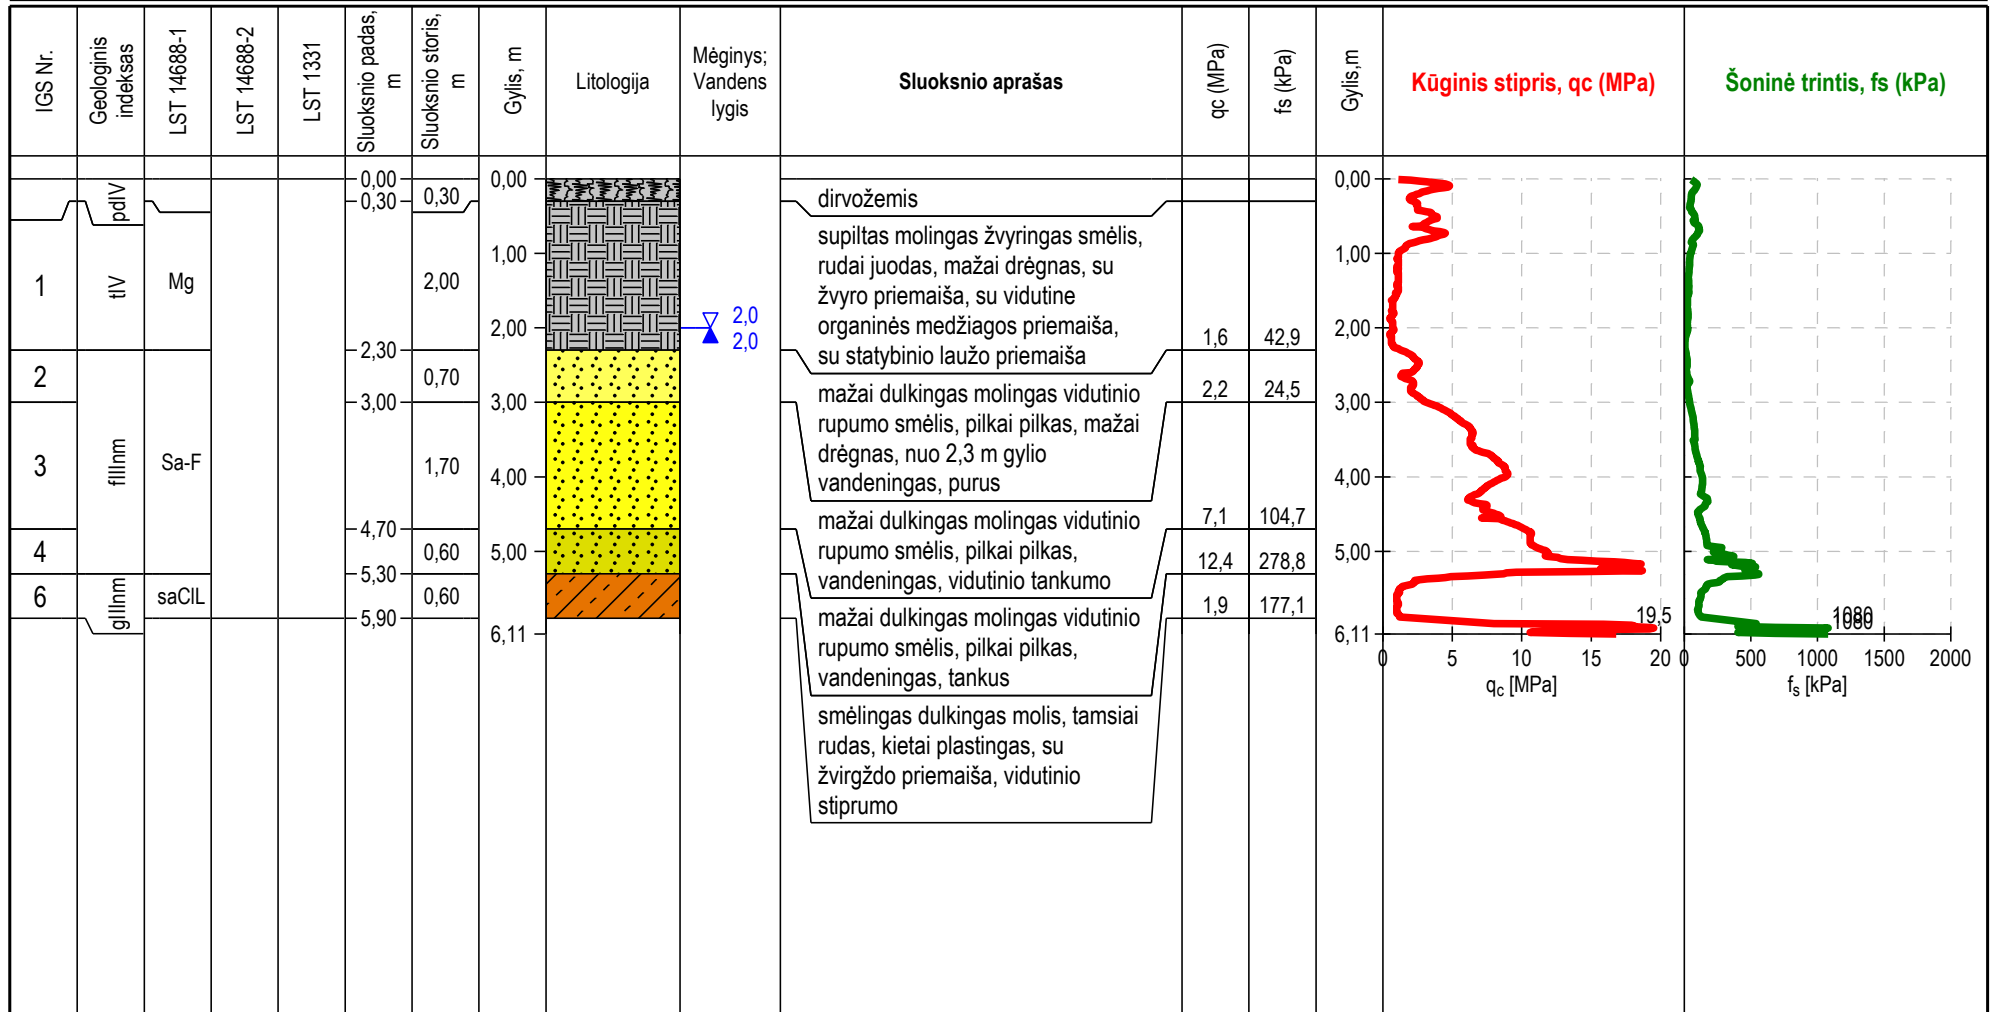 IGS Nr.
Geologinis indeksas
LST 14688-1
LST 14688-2
LST 1331
Sluoksnio padas, m
Sluoksnio storis, m
Gylis, m
Litologija
Mėginys;
Vandens
lygis
Sluoksnio aprašas
qc (MPa)
fs (kPa)
Gylis,m
Kūginis stipris, qc (MPa)
Šoninė trintis, fs (kPa)
pdIV
0,00
0,30
0,30
dirvožemis
1
tIV
Mg
2,30
2,00
supiltas molingas žvyringas smėlis,
rudai juodas, mažai drėgnas, su
žvyro priemaiša, su vidutine
organinės medžiagos priemaiša,
su statybinio laužo priemaiša
1,6
42,9
2
fIIInm
Sa-F
3,00
0,70
mažai dulkingas molingas vidutinio
rupumo smėlis, pilkai pilkas, mažai
drėgnas, nuo 2,3 m gylio
vandeningas, purus
2,2
24,5
3
4,70
1,70
mažai dulkingas molingas vidutinio
rupumo smėlis, pilkai pilkas,
vandeningas, vidutinio tankumo
7,1
104,7
4
5,30
0,60
mažai dulkingas molingas vidutinio
rupumo smėlis, pilkai pilkas,
vandeningas, tankus
12,4
278,8
6
gIIInm
saClL
5,90
0,60
smėlingas dulkingas molis, tamsiai
rudas, kietai plastingas, su
žvirgždo priemaiša, vidutinio
stiprumo
1,9
177,1
0,00
1,00
2,00
3,00
4,00
5,00
6,11
2,0
2,0
0,00
1,00
2,00
3,00
4,00
5,00
6,11
19,5
0 5 10 15 20
qc [MPa]
1080
1080
0 500 1000 1500 2000
fs [kPa]